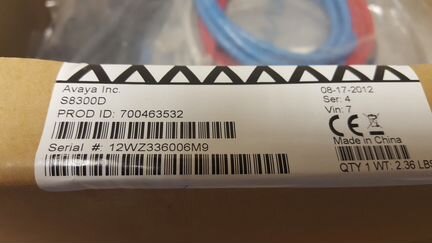 Avaya Inc.
S8300D
PROD ID: 700463532
Serial #: 12WZ336006M9
08-17-2012
Ser: 4
Vin: 7
CE
Made in China
QTY 1 WT: 2.36 LBS